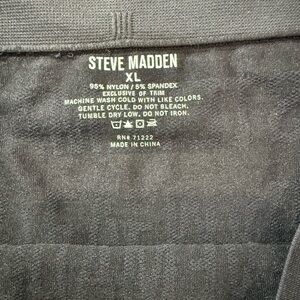 STEVE MADDEN
XL
95% NYLON / 5% SPANDEX
EXCLUSIVE OF TRIM
MACHINE WASH COLD WITH LIKE COLORS.
GENTLE CYCLE. DO NOT BLEACH.
TUMBLE DRY LOW. DO NOT IRON.
RN# 71222
MADE IN CHINA